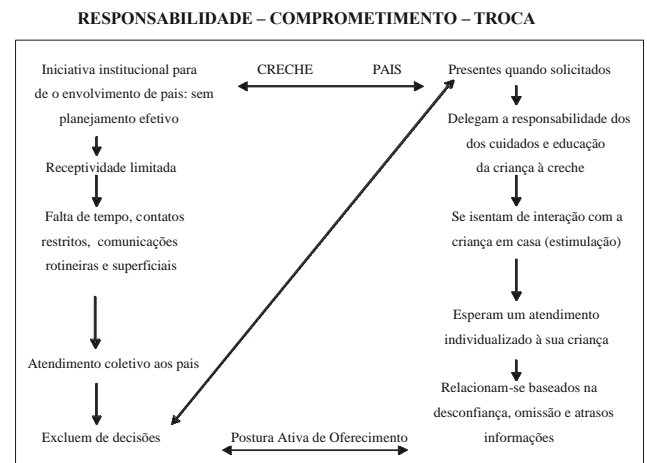 RESPONSABILIDADE – COMPROMETIMENTO – TROCA
Iniciativa institucional para
de o envolvimento de pais: sem
planejamento efetivo
Receptividade limitada
Falta de tempo, contatos
restritos, comunicações
rotineiras e superficiais
Atendimento coletivo aos pais
Excluem de decisões
CRECHE PAIS
Postura Ativa de Oferecimento
Presentes quando solicitados
Delegam a responsabilidade dos
dos cuidados e educação
da criança à creche
Se isentam de interação com a
criança em casa (estimulação)
Esperam um atendimento
individualizado à sua criança
Relacionam-se baseados na
desconfiança, omissão e atrasos
informações